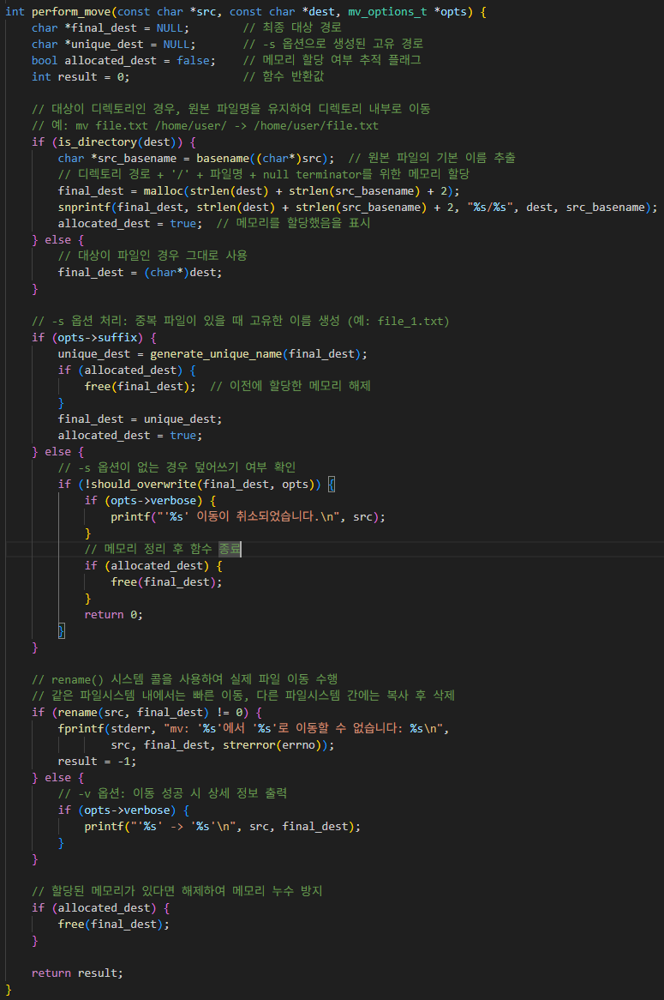 int perform_move(const char *src, const char *dest, mv_options_t *opts) {
    char *final_dest = NULL;        // 최종 대상 경로
    char *unique_dest = NULL;       // -s 옵션으로 생성된 고유 경로
    bool allocated_dest = false;    // 메모리 할당 여부 추적 플래그
    int result = 0;                 // 함수 반환값

    // 대상이 디렉토리인 경우, 원본 파일명을 유지하여 디렉토리 내부로 이동
    // 예: mv file.txt /home/user/ -> /home/user/file.txt
    if (is_directory(dest)) {
        char *src_basename = basename((char*)src);  // 원본 파일의 기본 이름 추출
        // 디렉토리 경로 + '/' + 파일명 + null terminator를 위한 메모리 할당
        final_dest = malloc(strlen(dest) + strlen(src_basename) + 2);
        snprintf(final_dest, strlen(dest) + strlen(src_basename) + 2, "%s/%s", dest, src_basename);
        allocated_dest = true;  // 메모리를 할당했음을 표시
    } else {
        // 대상이 파일인 경우 그대로 사용
        final_dest = (char*)dest;
    }

    // -s 옵션 처리: 중복 파일이 있을 때 고유한 이름 생성 (예: file_1.txt)
    if (opts->suffix) {
        unique_dest = generate_unique_name(final_dest);
        if (allocated_dest) {
            free(final_dest);  // 이전에 할당한 메모리 해제
        }
        final_dest = unique_dest;
        allocated_dest = true;
    } else {
        // -s 옵션이 없는 경우 덮어쓰기 여부 확인
        if (!should_overwrite(final_dest, opts)) {
            if (opts->verbose) {
                printf("'%s' 이동이 취소되었습니다.\n", src);
            }
            // 메모리 정리 후 함수 종료
            if (allocated_dest) {
                free(final_dest);
            }
            return 0;
        }
    }

    // rename() 시스템 콜을 사용하여 실제 파일 이동 수행
    // 같은 파일시스템 내에서는 빠른 이동, 다른 파일시스템 간에는 복사 후 삭제
    if (rename(src, final_dest) != 0) {
        fprintf(stderr, "mv: '%s'에서 '%s'로 이동할 수 없습니다: %s\n",
                src, final_dest, strerror(errno));
        result = -1;
    } else {
        // -v 옵션: 이동 성공 시 상세 정보 출력
        if (opts->verbose) {
            printf("'%s' -> '%s'\n", src, final_dest);
        }
    }

    // 할당된 메모리가 있다면 해제하여 메모리 누수 방지
    if (allocated_dest) {
        free(final_dest);
    }

    return result;
}